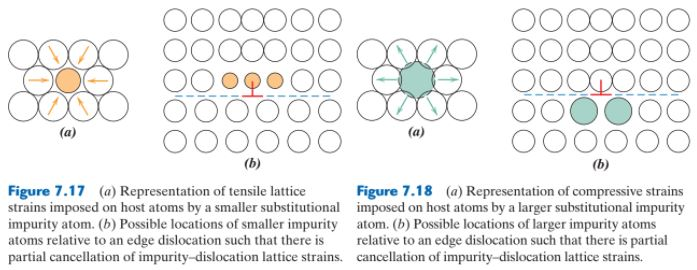 (a)
(b)
(a)
(b)
Figure 7.17 (a) Representation of tensile lattice
strains imposed on host atoms by a smaller substitutional
impurity atom. (b) Possible locations of smaller impurity
atoms relative to an edge dislocation such that there is
partial cancellation of impurity–dislocation lattice strains.
Figure 7.18 (a) Representation of compressive strains
imposed on host atoms by a larger substitutional impurity
atom. (b) Possible locations of larger impurity atoms
relative to an edge dislocation such that there is partial
cancellation of impurity–dislocation lattice strains.